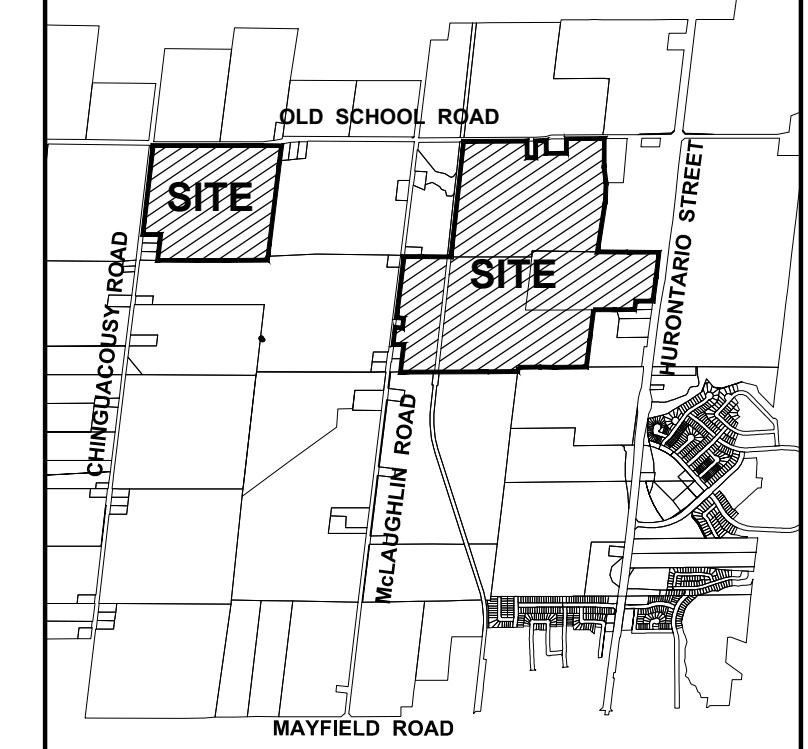 OLD SCHOOL ROAD
SITE
SITE
CHINGUACOUSY ROAD
HURONTARIO STREET
McLAUGHLIN ROAD
MAYFIELD ROAD